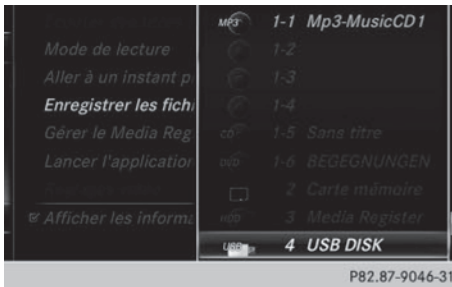 Mode de lecture
Aller à un instant p
Enregistrer les fichi
Gérer le Media Reg
Lancer l'application
Afficher les informa
MP3 1-1 Mp3-MusicCD1
1-2
1-3
1-4
CD 1-5 Sans titre
DVD 1-6 BEGEGNUNGEN
2 Carte mémoire
HDD 3 Media Register
USB 4 USB DISK
P82.87-9046-31